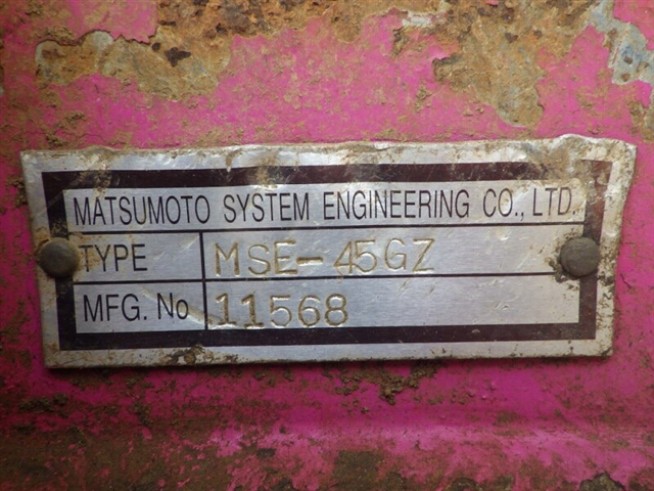 MATSUMOTO SYSTEM ENGINEERING CO., LTD.
TYPE MSE-45GZ
MFG. No 11568